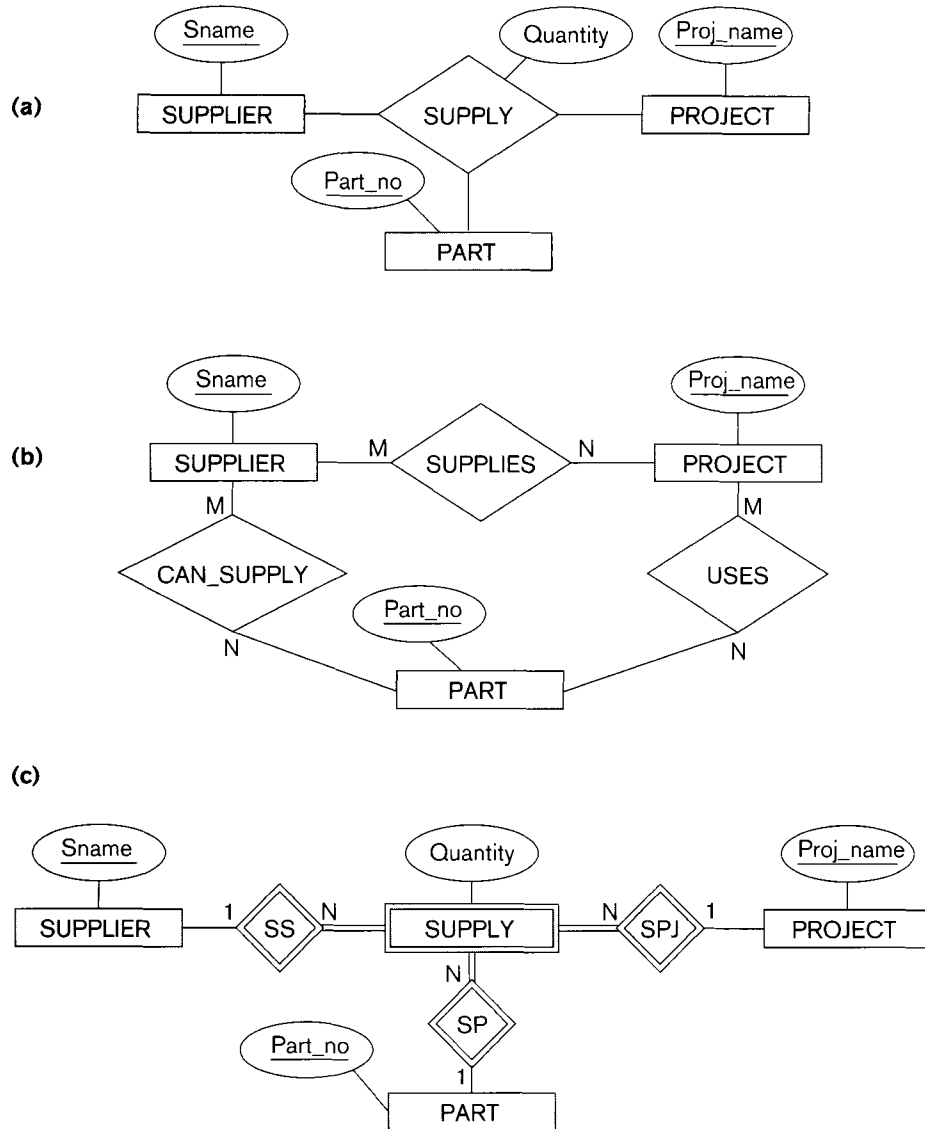 (a)
Sname
Quantity
Proj_name
SUPPLIER
SUPPLY
PROJECT
Part_no
PART
(b)
Sname
Proj_name
SUPPLIER
M
SUPPLIES
N
PROJECT
M
M
CAN_SUPPLY
USES
Part_no
N
N
PART
(c)
Sname
Quantity
Proj_name
SUPPLIER
1
SS
N
SUPPLY
N
SPJ
1
PROJECT
N
SP
Part_no
1
PART